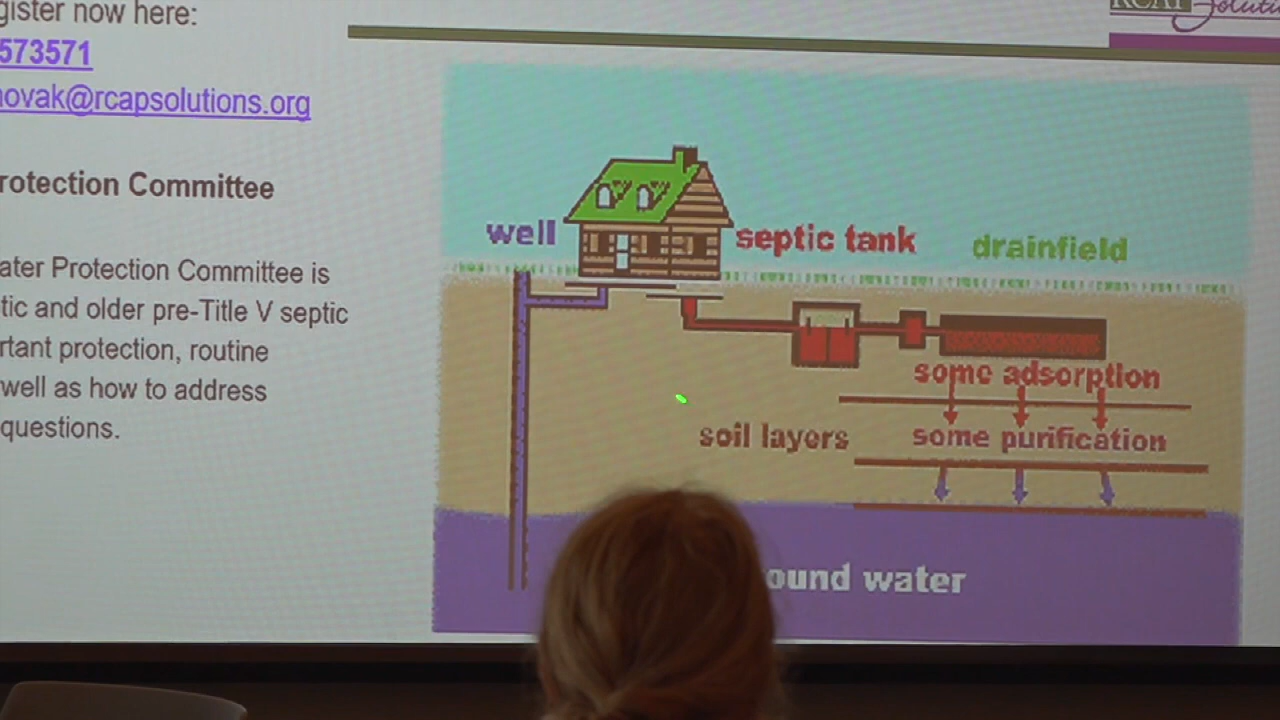 gister now here:
573571
novak@rcapsolutions.org
rotection Committee
ater Protection Committee is
tic and older pre-Title V septic
rtant protection, routine
well as how to address
questions.
RCAP Solutions
well
septic tank
drainfield
some adsorption
soil layers
some purification
ound water